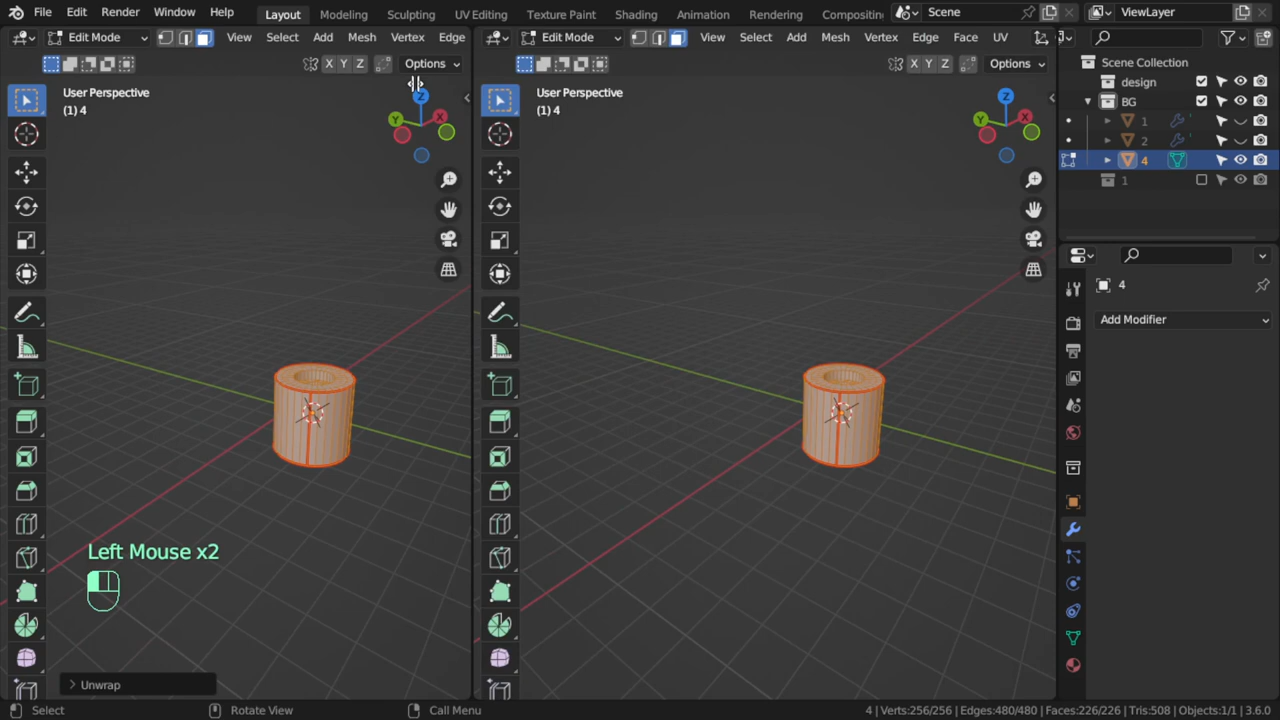 File Edit Render Window Help Layout Modeling Sculpting UV Editing Texture Paint Shading Animation Rendering Compositing Scene ViewLayer
Edit Mode View Select Add Mesh Vertex Edge Edit Mode View Select Add Mesh Vertex Edge Face UV
X Y Z Options X Y Z Options Scene Collection
design
User Perspective Z User Perspective Z BG
(1) 4 Y X (1) 4 Y X 1
2
4
1
4
Add Modifier
Left Mouse x2
> Unwrap
Select Rotate View Call Menu 4 | Verts:256/256 | Edges:480/480 | Faces:226/226 | Tris:508 | Objects:1/1 | 3.6.0